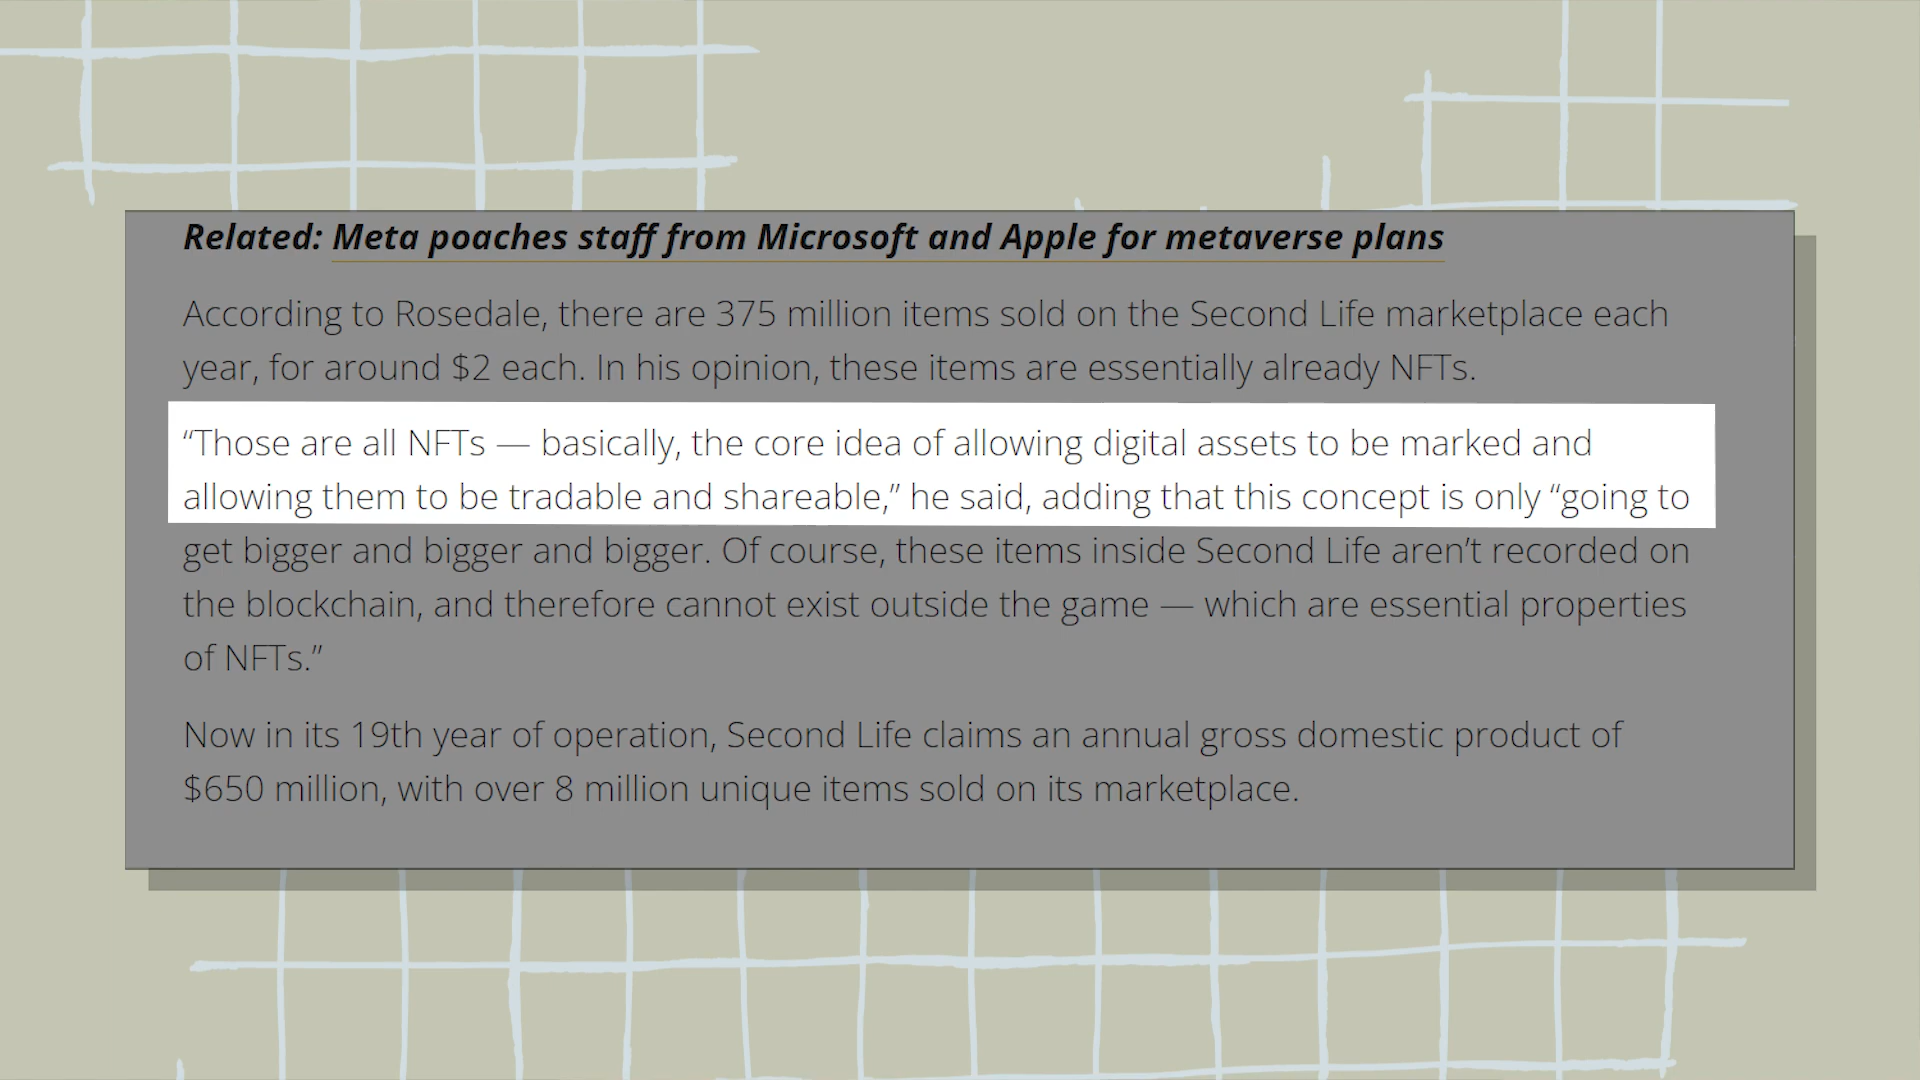 Related: Meta poaches staff from Microsoft and Apple for metaverse plans
According to Rosedale, there are 375 million items sold on the Second Life marketplace each
year, for around $2 each. In his opinion, these items are essentially already NFTs.
“Those are all NFTs — basically, the core idea of allowing digital assets to be marked and
allowing them to be tradable and shareable,” he said, adding that this concept is only “going to
get bigger and bigger and bigger. Of course, these items inside Second Life aren’t recorded on
the blockchain, and therefore cannot exist outside the game — which are essential properties
of NFTs.”
Now in its 19th year of operation, Second Life claims an annual gross domestic product of
$650 million, with over 8 million unique items sold on its marketplace.